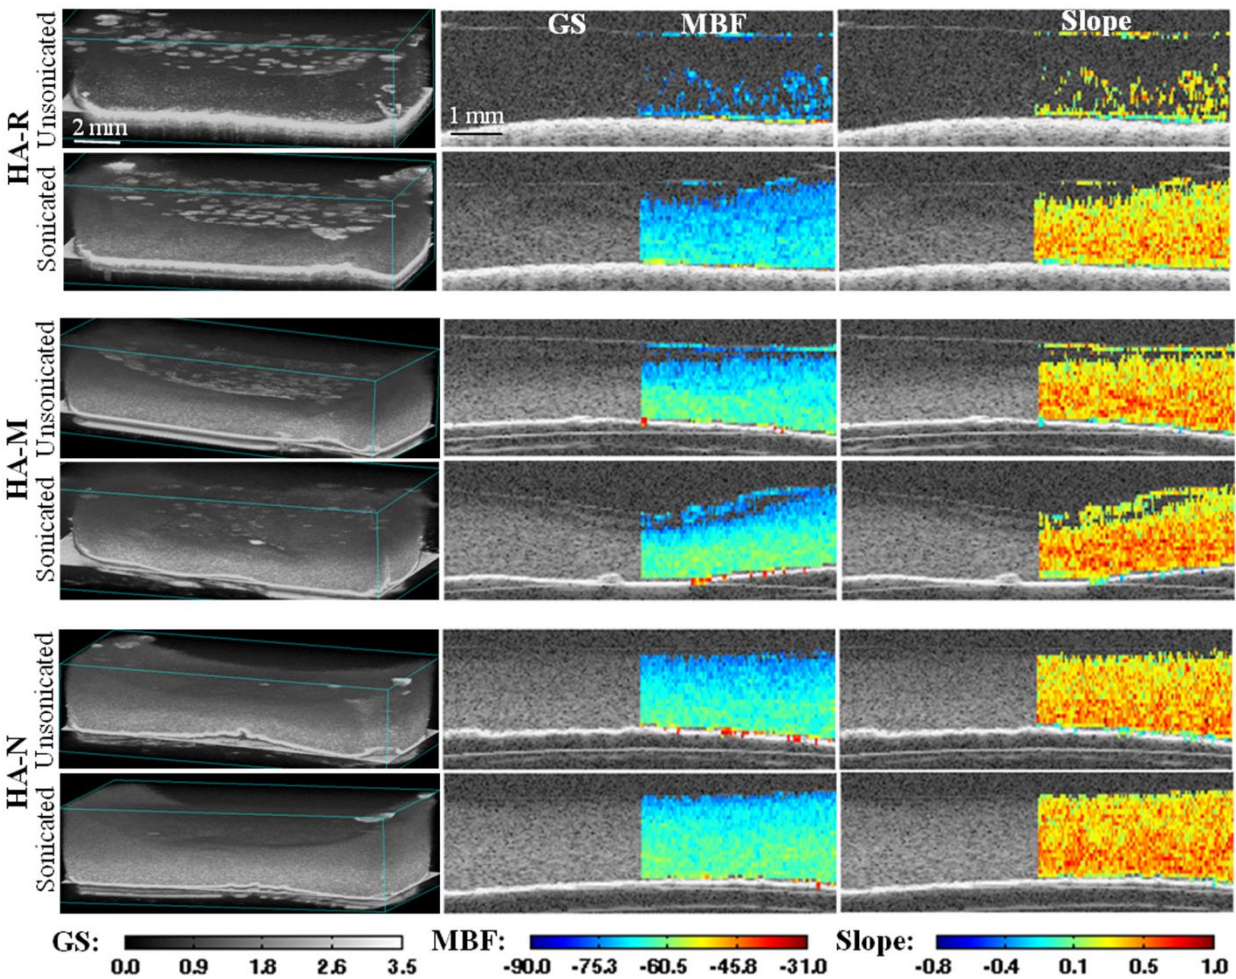 GS
MBF
Slope
HA-R
Unsonicated
2 mm
1 mm
Sonicated
HA-M
Unsonicated
Sonicated
HA-N
Unsonicated
Sonicated
GS:
0.0 0.9 1.8 2.6 3.5
MBF:
-90.0 -75.3 -60.5 -45.8 -31.0
Slope:
-0.8 -0.4 0.1 0.5 1.0